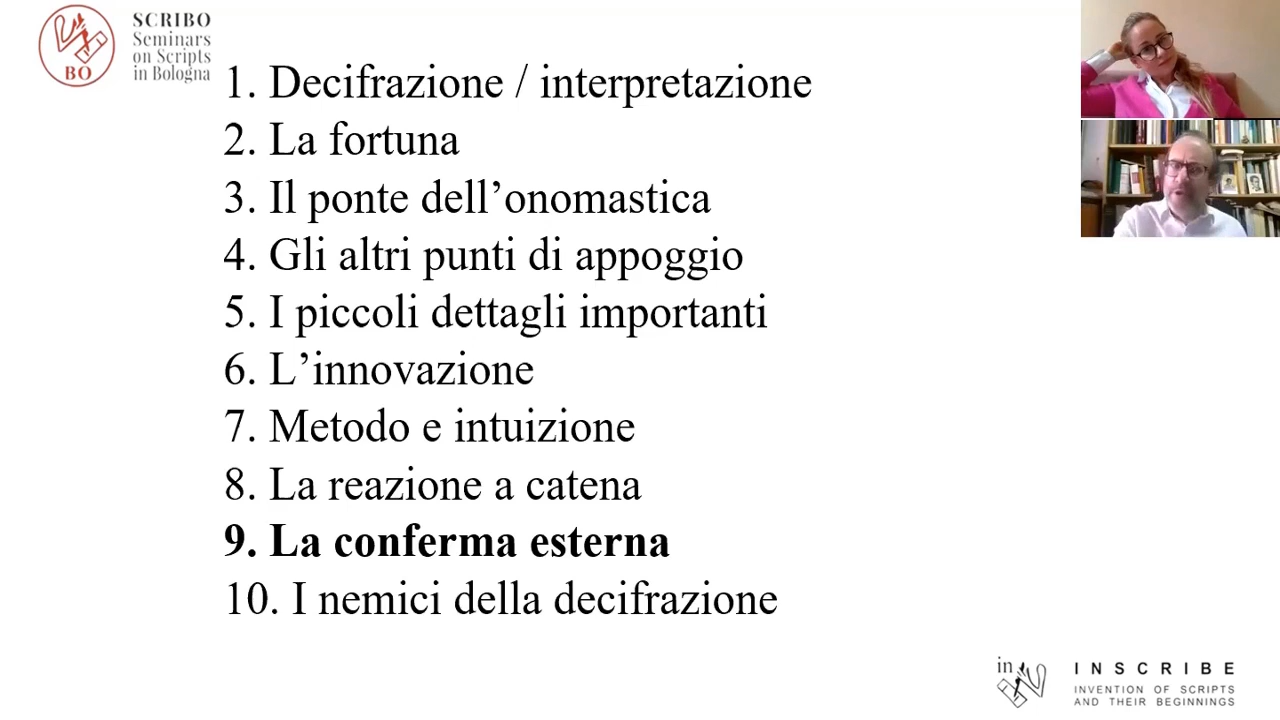 SCRIBO
Seminars
on Scripts
in Bologna
BO
1. Decifrazione / interpretazione
2. La fortuna
3. Il ponte dell’onomastica
4. Gli altri punti di appoggio
5. I piccoli dettagli importanti
6. L’innovazione
7. Metodo e intuizione
8. La reazione a catena
9. La conferma esterna
10. I nemici della decifrazione
in
INSCRIBE
INVENTION OF SCRIPTS
AND THEIR BEGINNINGS